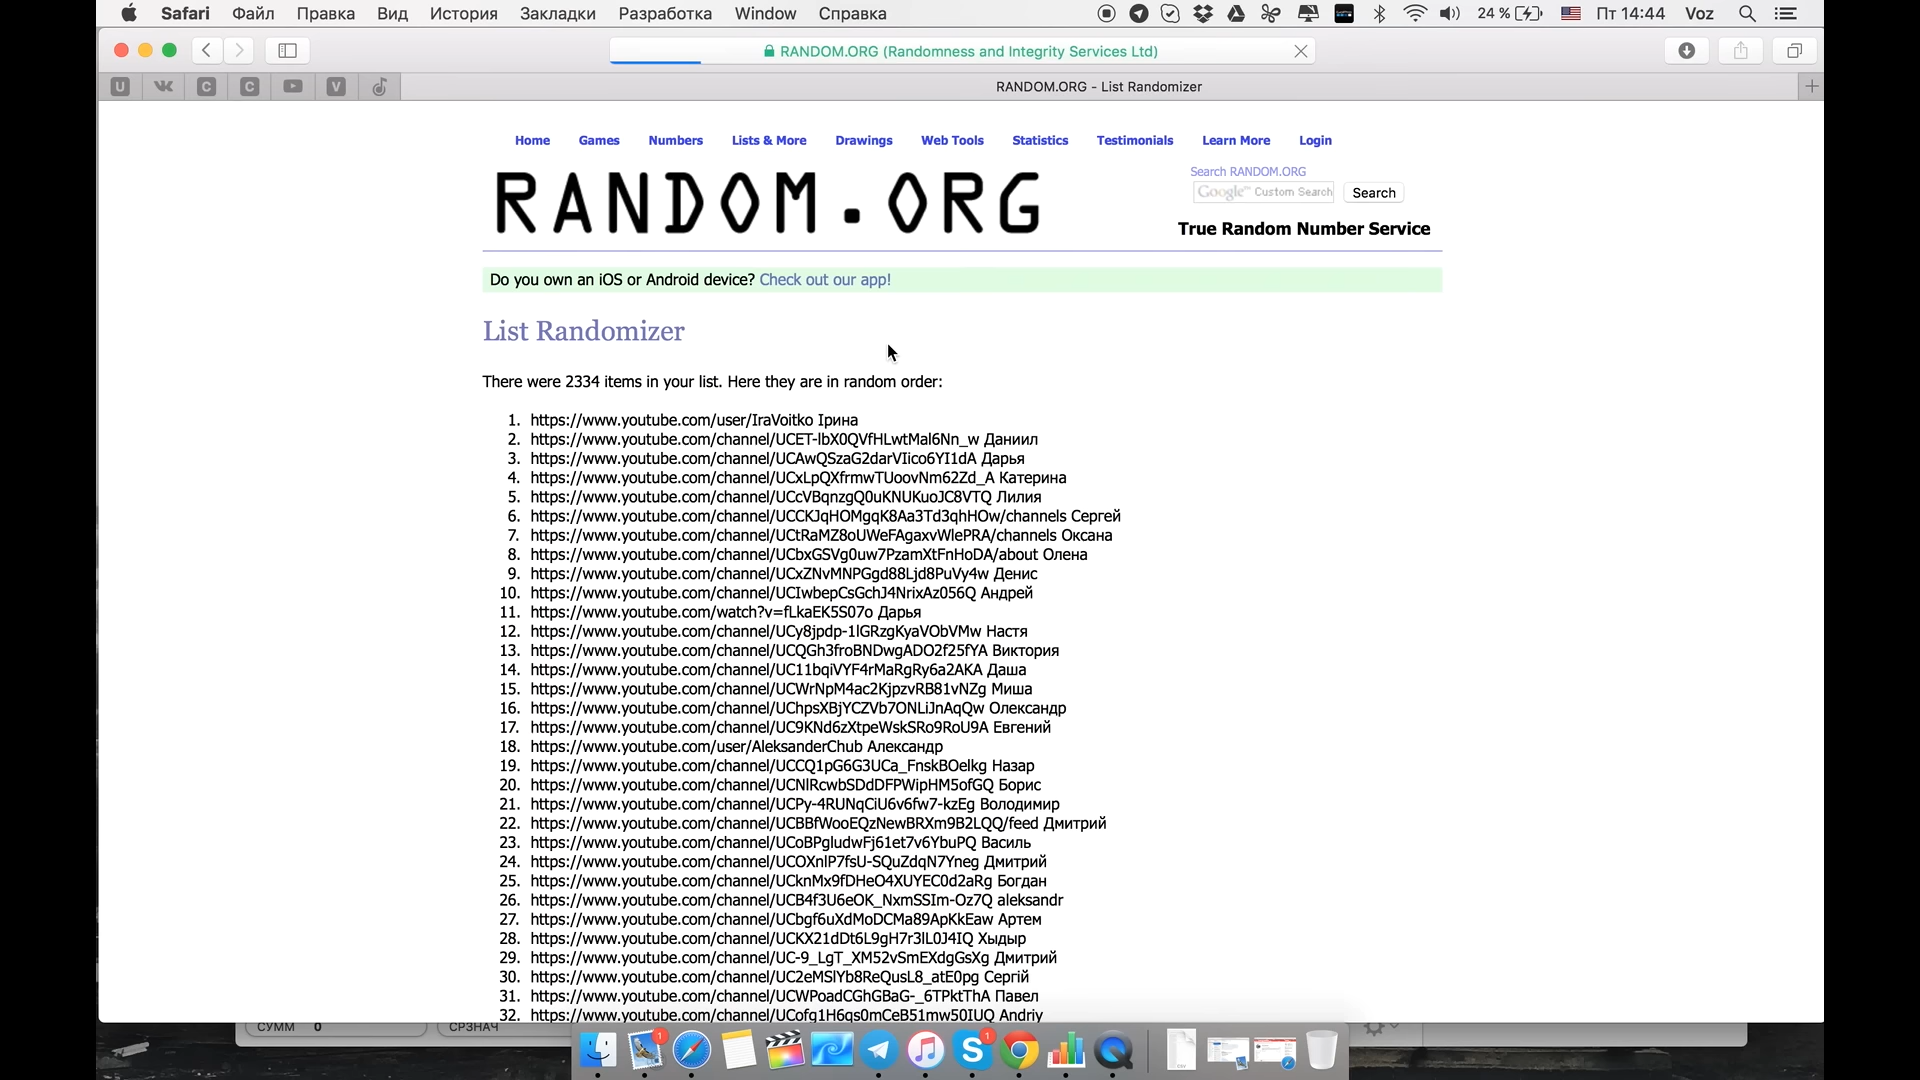 Safari Файл Правка Вид История Закладки Разработка Window Справка 24 % Пт 14:44 Voz
RANDOM.ORG (Randomness and Integrity Services Ltd)
U C C V RANDOM.ORG - List Randomizer
Home Games Numbers Lists & More Drawings Web Tools Statistics Testimonials Learn More Login
RANDOM.ORG
Search RANDOM.ORG
Google™ Custom Search Search
True Random Number Service
Do you own an iOS or Android device? Check out our app!
List Randomizer
There were 2334 items in your list. Here they are in random order:
1. https://www.youtube.com/user/IraVoitko Ірина
2. https://www.youtube.com/channel/UCET-lbX0QVfHLwtMal6Nn_w Даниил
3. https://www.youtube.com/channel/UCAwQSzaG2darVIico6YI1dA Дарья
4. https://www.youtube.com/channel/UCxLpQXfrmwTUoovNm62Zd_A Катерина
5. https://www.youtube.com/channel/UCcVBqnzgQ0uKNUKuoJC8VTQ Лилия
6. https://www.youtube.com/channel/UCCKJqHOMgqK8Aa3Td3qhHOw/channels Сергей
7. https://www.youtube.com/channel/UCtRaMZ8oUWeFAgaxvWlePRA/channels Оксана
8. https://www.youtube.com/channel/UCbxGSVg0uw7PzamXtFnHoDA/about Олена
9. https://www.youtube.com/channel/UCxZNvMNPGgd88Ljd8PuVy4w Денис
10. https://www.youtube.com/channel/UCIwbepCsGchJ4NrixAz056Q Андрей
11. https://www.youtube.com/watch?v=fLkaEK5S07o Дарья
12. https://www.youtube.com/channel/UCy8jpdp-1lGRzgKyaVObVMw Настя
13. https://www.youtube.com/channel/UCQGh3froBNDwgADO2f25fYA Виктория
14. https://www.youtube.com/channel/UC11bqiVYF4rMaRgRy6a2AKA Даша
15. https://www.youtube.com/channel/UCWrNpM4ac2KjpzvRB81vNZg Миша
16. https://www.youtube.com/channel/UChpsXBjYCZVb7ONLiJnAqQw Олександр
17. https://www.youtube.com/channel/UC9KNd6zXtpeWskSRo9RoU9A Евгений
18. https://www.youtube.com/user/AleksanderChub Александр
19. https://www.youtube.com/channel/UCCQ1pG6G3UCa_FnskBOelkg Назар
20. https://www.youtube.com/channel/UCNlRcwbSDdDFPWipHM5ofGQ Борис
21. https://www.youtube.com/channel/UCPy-4RUNqCiU6v6fw7-kzEg Володимир
22. https://www.youtube.com/channel/UCBBfWooEQzNewBRXm9B2LQQ/feed Дмитрий
23. https://www.youtube.com/channel/UCoBPgludwFj61et7v6YbuPQ Василь
24. https://www.youtube.com/channel/UCOXnlP7fsU-SQuZdqN7Yneg Дмитрий
25. https://www.youtube.com/channel/UCknMx9fDHeO4XUYEC0d2aRg Богдан
26. https://www.youtube.com/channel/UCB4f3U6eOK_NxmSSIm-Oz7Q aleksandr
27. https://www.youtube.com/channel/UCbgf6uXdMoDCMa89ApKkEaw Артем
28. https://www.youtube.com/channel/UCKX21dDt6L9gH7r3lL0J4IQ Хыдыр
29. https://www.youtube.com/channel/UC-9_LgT_XM52vSmEXdgGsXg Дмитрий
30. https://www.youtube.com/channel/UC2eMSlYb8ReQusL8_atE0pg Сергій
31. https://www.youtube.com/channel/UCWPoadCGhGBaG-_6TPktThA Павел
32. https://www.youtube.com/channel/UCofg1H6qs0mCeB51mw50IUQ Andriy
СУММ 0 СРЗНАЧ
1 1